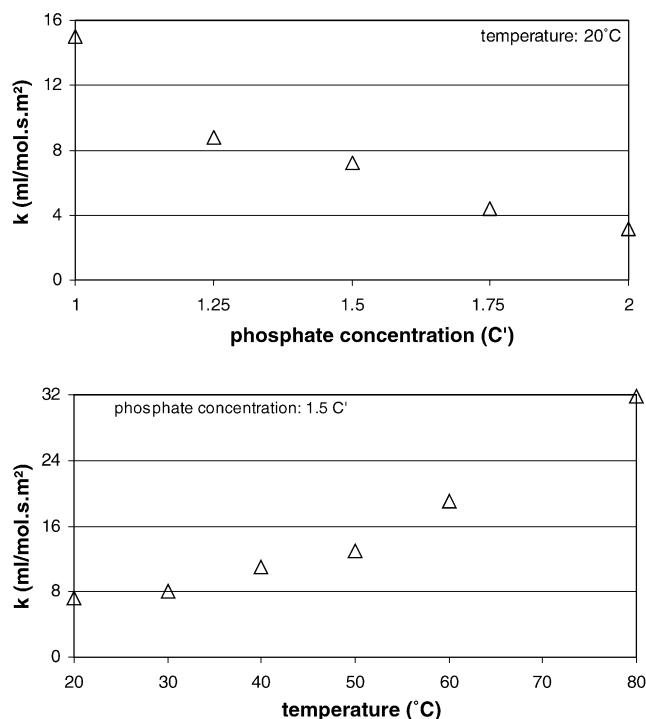 16
temperature: 20˚C
12
8
4
0
k (ml/mol.s.m²)
1 1.25 1.5 1.75 2
phosphate concentration (C')
32
phosphate concentration: 1.5 C'
24
16
8
0
k (ml/mol.s.m²)
20 30 40 50 60 70 80
temperature (˚C)